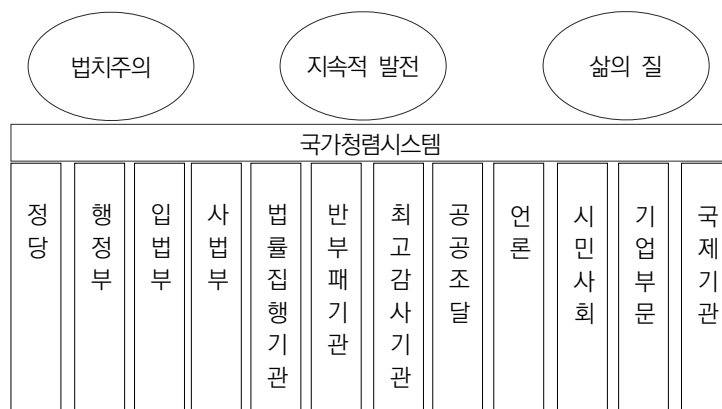 법치주의
지속적 발전
삶의 질
국가청렴시스템
정당
행정부
입법부
사법부
법률집행기관
반부패기관
최고감사기관
공공조달
언론
시민사회
기업부문
국제기관